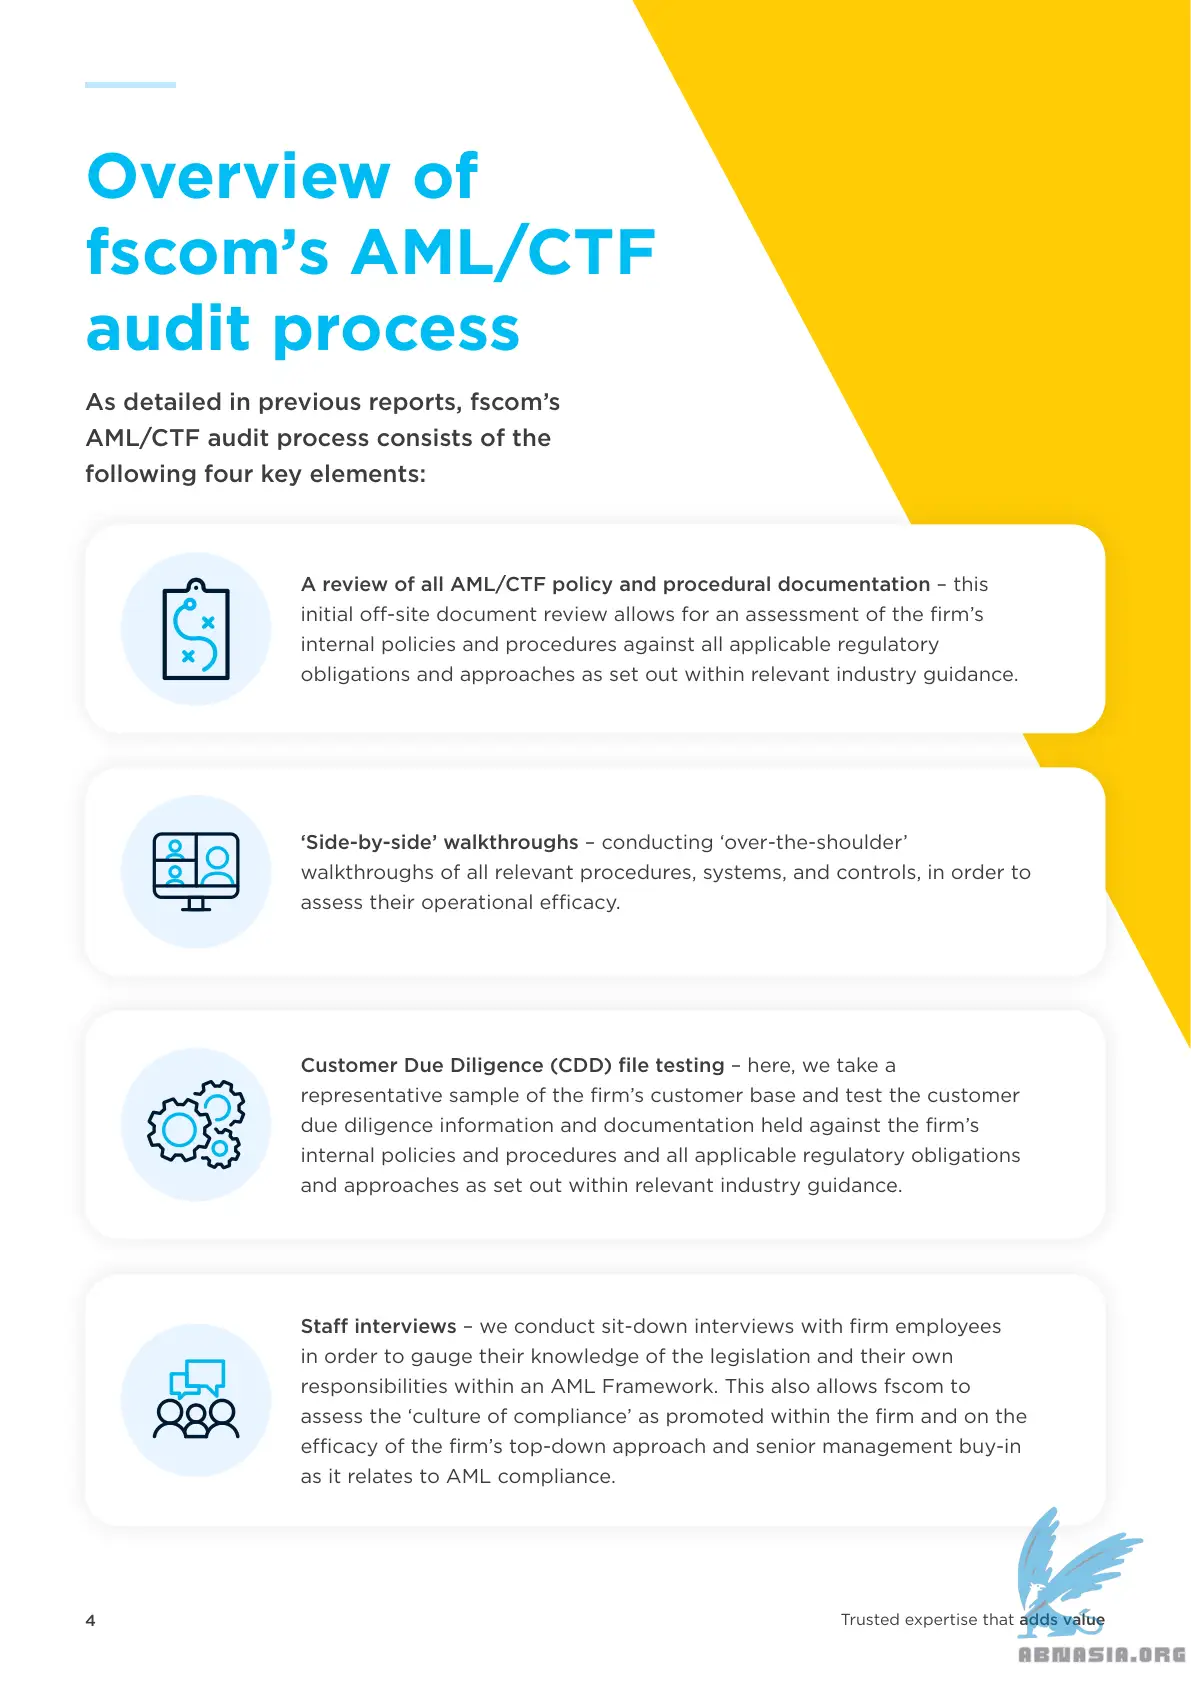 Overview of
fscom’s AML/CTF
audit process
As detailed in previous reports, fscom’s
AML/CTF audit process consists of the
following four key elements:
A review of all AML/CTF policy and procedural documentation – this
initial off-site document review allows for an assessment of the firm’s
internal policies and procedures against all applicable regulatory
obligations and approaches as set out within relevant industry guidance.
‘Side-by-side’ walkthroughs – conducting ‘over-the-shoulder’
walkthroughs of all relevant procedures, systems, and controls, in order to
assess their operational efficacy.
Customer Due Diligence (CDD) file testing – here, we take a
representative sample of the firm’s customer base and test the customer
due diligence information and documentation held against the firm’s
internal policies and procedures and all applicable regulatory obligations
and approaches as set out within relevant industry guidance.
Staff interviews – we conduct sit-down interviews with firm employees
in order to gauge their knowledge of the legislation and their own
responsibilities within an AML Framework. This also allows fscom to
assess the ‘culture of compliance’ as promoted within the firm and on the
efficacy of the firm’s top-down approach and senior management buy-in
as it relates to AML compliance.
4
Trusted expertise that adds value
ABNASIA.ORG